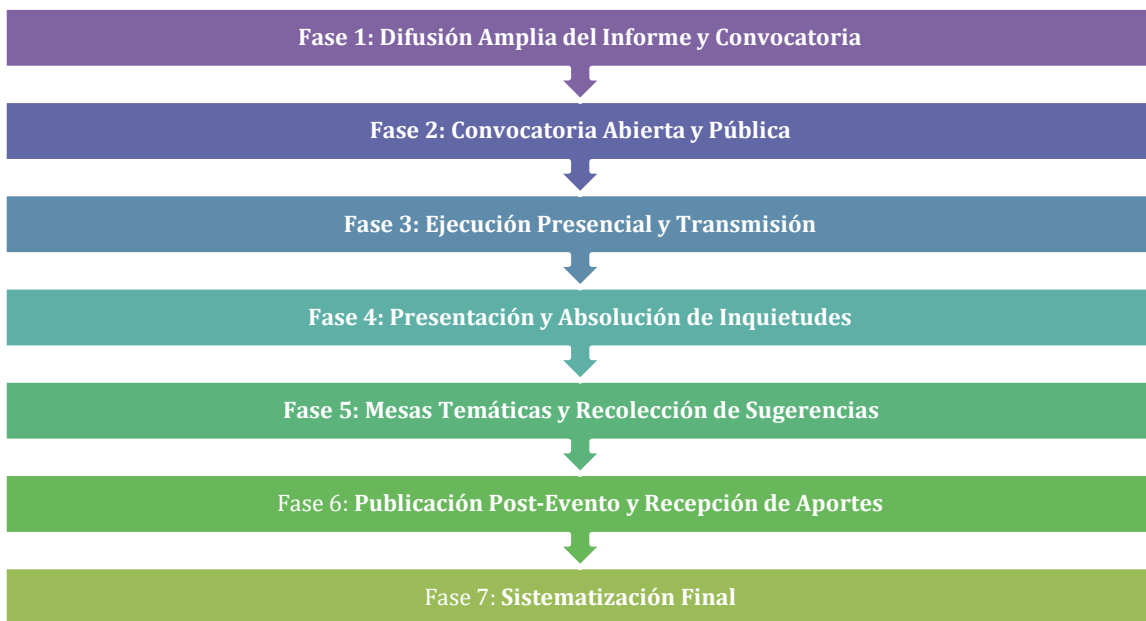 Fase 1: Difusión Amplia del Informe y Convocatoria
Fase 2: Convocatoria Abierta y Pública
Fase 3: Ejecución Presencial y Transmisión
Fase 4: Presentación y Absolución de Inquietudes
Fase 5: Mesas Temáticas y Recolección de Sugerencias
Fase 6: Publicación Post-Evento y Recepción de Aportes
Fase 7: Sistematización Final